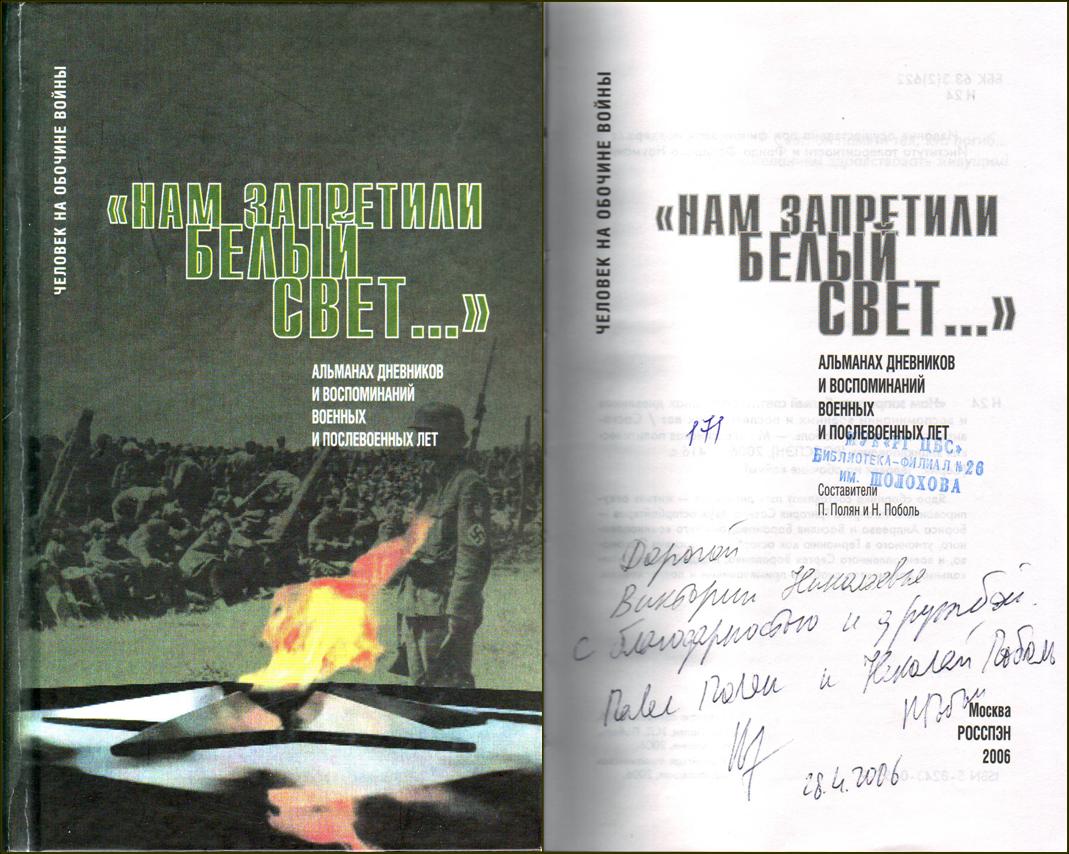 ЧЕЛОВЕК НА ОБОЧИНЕ ВОЙНЫ
«НАМ ЗАПРЕТИЛИ
БЕЛЫЙ
СВЕТ...»
АЛЬМАНАХ ДНЕВНИКОВ
И ВОСПОМИНАНИЙ
ВОЕННЫХ
И ПОСЛЕВОЕННЫХ ЛЕТ
ЧЕЛОВЕК НА ОБОЧИНЕ ВОЙНЫ
«НАМ ЗАПРЕТИЛИ
БЕЛЫЙ
СВЕТ...»
АЛЬМАНАХ ДНЕВНИКОВ
И ВОСПОМИНАНИЙ
ВОЕННЫХ
И ПОСЛЕВОЕННЫХ ЛЕТ
171
ЦБС»
БИБЛИОТЕКА-ФИЛИАЛ №26
ИМ. ШОЛОХОВА
Составители
П. Полян и Н. Поболь
Дорогой
Виктории Николаевне
с благодарностью и дружбой.
Павел Полян и Николай Поболь
28.4.2006
Москва
РОССПЭН
2006